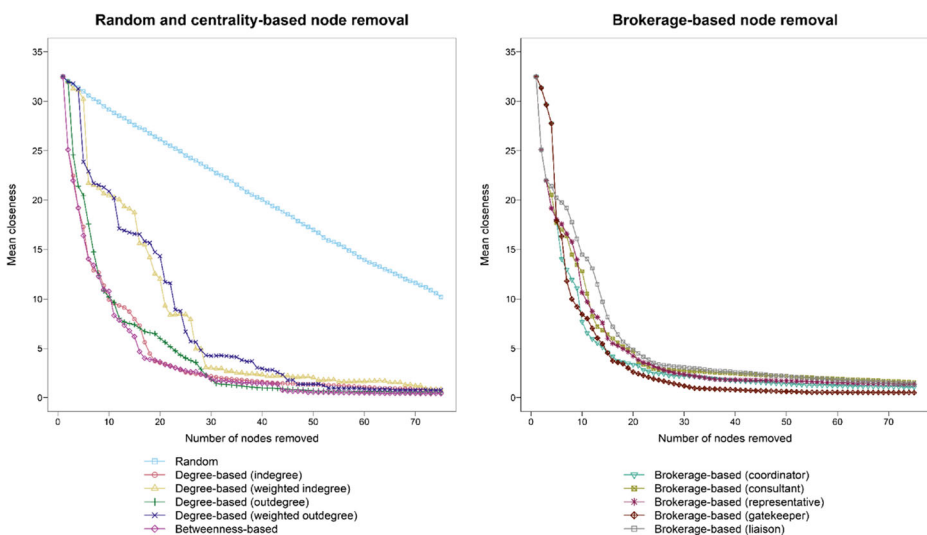 Random and centrality-based node removal
Mean closeness
35
30
25
20
15
10
5
0
0 10 20 30 40 50 60 70
Number of nodes removed
Random
Degree-based (indegree)
Degree-based (weighted indegree)
Degree-based (outdegree)
Degree-based (weighted outdegree)
Betweenness-based
Brokerage-based node removal
Mean closeness
35
30
25
20
15
10
5
0
0 10 20 30 40 50 60 70
Number of nodes removed
Brokerage-based (coordinator)
Brokerage-based (consultant)
Brokerage-based (representative)
Brokerage-based (gatekeeper)
Brokerage-based (liaison)